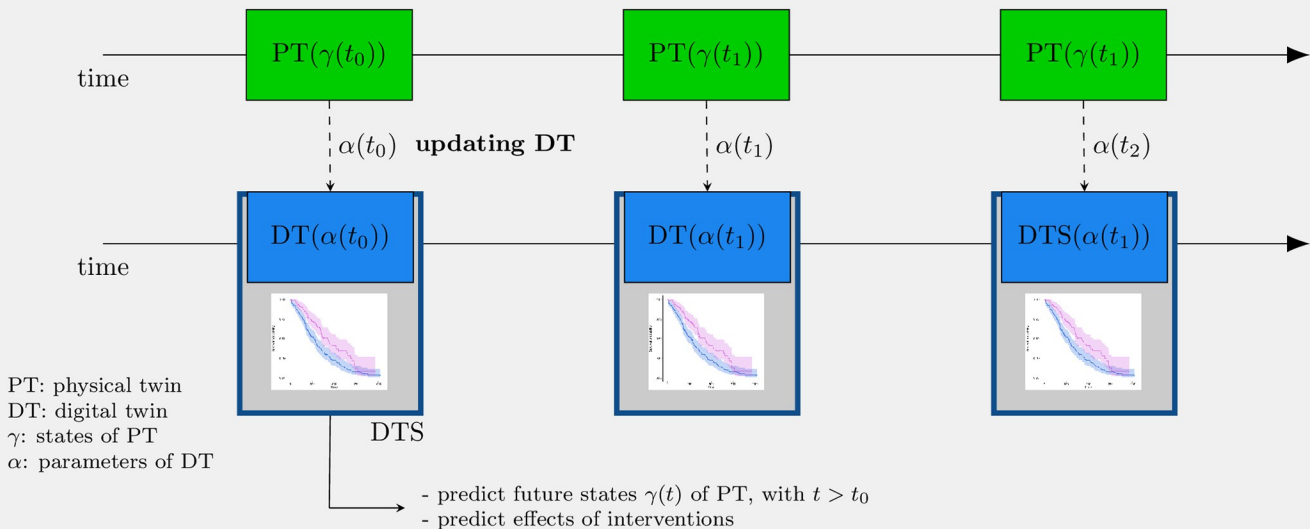 PT(γ(t₀)) PT(γ(t₁)) PT(γ(t₁))
time
α(t₀) updating DT α(t₁) α(t₂)
DT(α(t₀)) DT(α(t₁)) DTS(α(t₁))
time
PT: physical twin
DT: digital twin
γ: states of PT
α: parameters of DT
DTS
- predict future states γ(t) of PT, with t > t₀
- predict effects of interventions